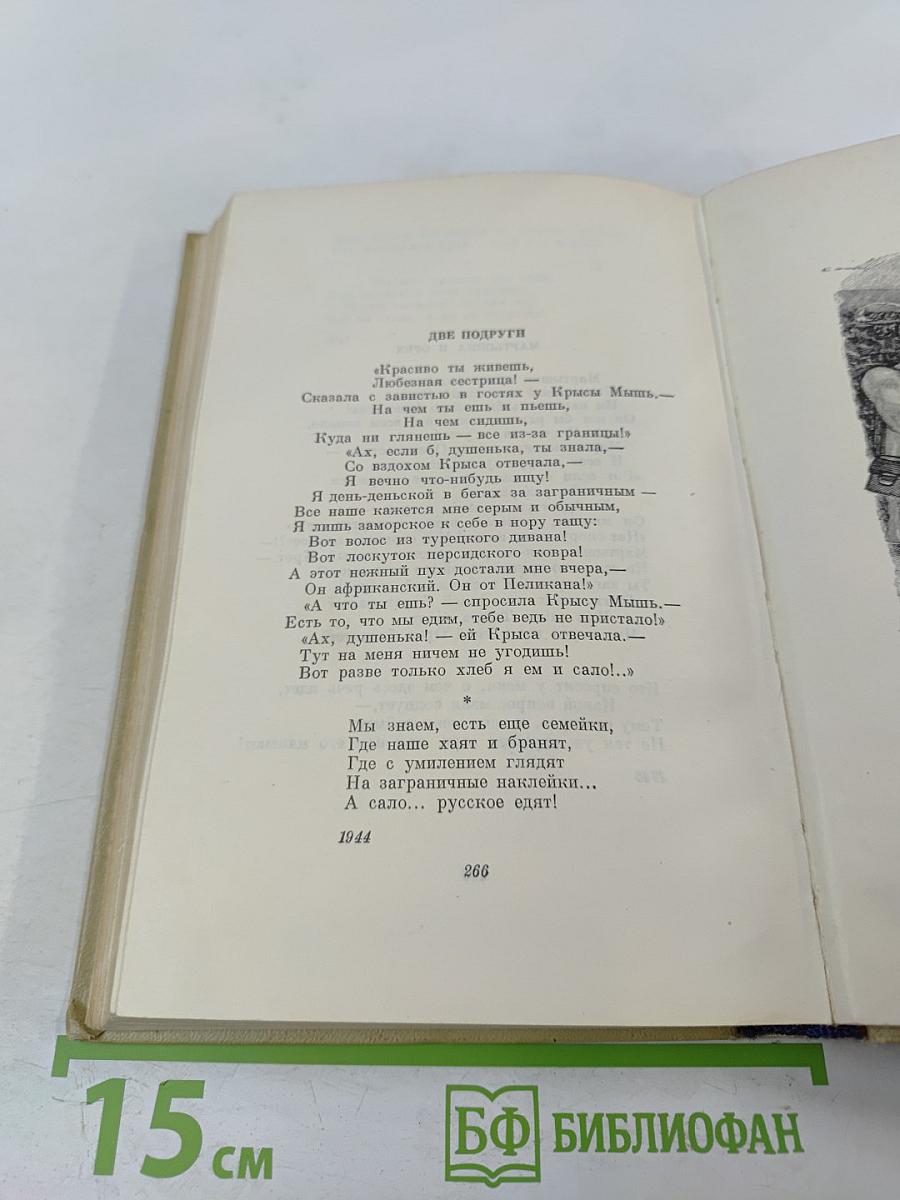 ДВЕ ПОДРУГИ
«Красиво ты живешь,
Любезная сестрица! —
Сказала с завистью в гостях у Крысы Мышь.—
На чем ты ешь и пьешь,
На чем сидишь,
Куда ни глянешь — все из-за границы!»
«Ах, если б, душенька, ты знала,—
Со вздохом Крыса отвечала,—
Я вечно что-нибудь ищу!
Я день-деньской в бегах за заграничным —
Все наше кажется мне серым и обычным,
Я лишь заморское к себе в нору тащу:
Вот волос из турецкого дивана!
Вот лоскуток персидского ковра!
А этот нежный пух достали мне вчера,—
Он африканский. Он от Пеликана!»
«А что ты ешь? — спросила Крысу Мышь.—
Есть то, что мы едим, тебе ведь не пристало!»
«Ах, душенька! — ей Крыса отвечала.—
Тут на меня ничем не угодишь!
Вот разве только хлеб я ем и сало!..»
*
Мы знаем, есть еще семейки,
Где наше хаят и бранят,
Где с умилением глядят
На заграничные наклейки...
А сало... русское едят!
1944
266
15 см
БФ БИБЛИОФАН